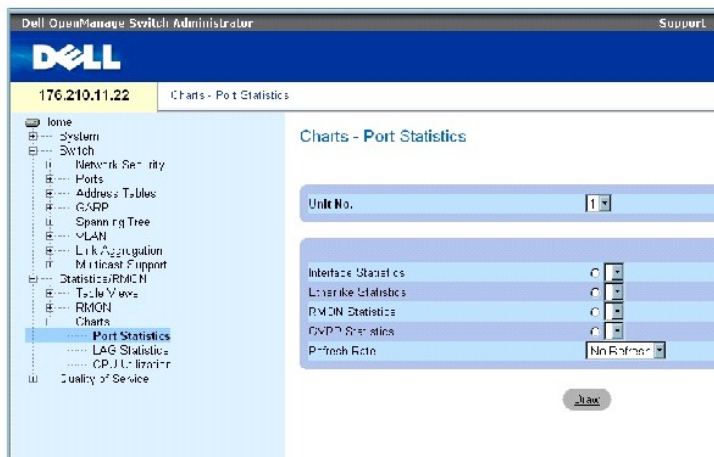 Dell OpenManage Switch Administrator
Support
DELL
176.210.11.22
Charts - Port Statistics
Home
System
Switch
Network Security
Ports
Address Tables
GARP
Spanning Tree
VLAN
Link Aggregation
Multicast Support
Statistics/RMON
Table Views
RMON
Charts
Port Statistics
LAG Statistics
CPU Utilization
Quality of Service
Charts - Port Statistics
Unit No.
1
Interface Statistics
Etherlike Statistics
RMON Statistics
GVRP Statistics
Refresh Rate
No Refresh
Draw